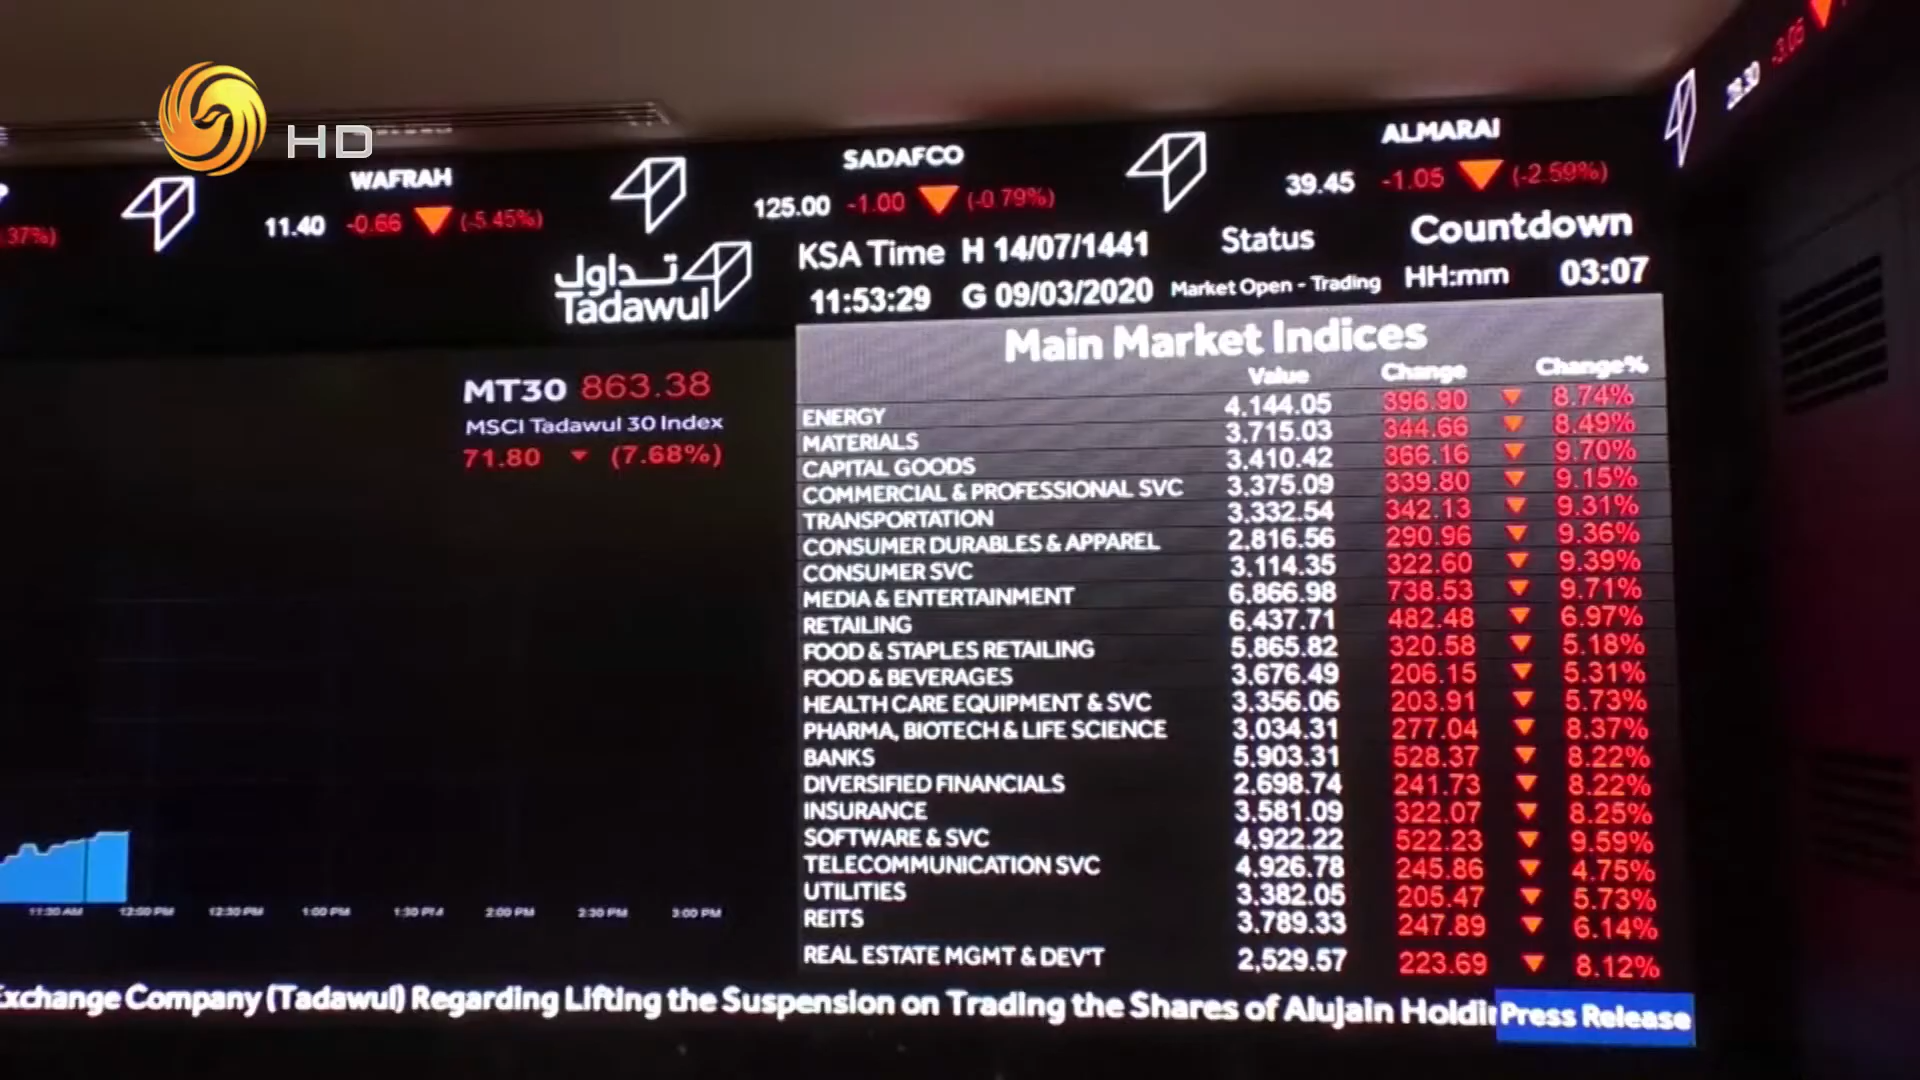 HD
WAFRAH
11.40 -0.66 (-5.45%)
SADAFCO
125.00 -1.00 (-0.79%)
ALMARAI
39.45 -1.05 (-2.59%)
.37%)
تداول
Tadawul
KSA Time H 14/07/1441
11:53:29 G 09/03/2020
Status
Market Open - Trading
Countdown
HH:mm 03:07
MT30 863.38
MSCI Tadawul 30 Index
71.80 (7.68%)
Main Market Indices
Value Change Change%
ENERGY 4,144.05 396.90 8.74%
MATERIALS 3,715.03 344.66 8.49%
CAPITAL GOODS 3,410.42 366.16 9.70%
COMMERCIAL & PROFESSIONAL SVC 3,375.09 339.80 9.15%
TRANSPORTATION 3,332.54 342.13 9.31%
CONSUMER DURABLES & APPAREL 2,816.56 290.96 9.36%
CONSUMER SVC 3,114.35 322.60 9.39%
MEDIA & ENTERTAINMENT 6,866.98 738.53 9.71%
RETAILING 6,437.71 482.48 6.97%
FOOD & STAPLES RETAILING 5,865.82 320.58 5.18%
FOOD & BEVERAGES 3,676.49 206.15 5.31%
HEALTH CARE EQUIPMENT & SVC 3,356.06 203.91 5.73%
PHARMA, BIOTECH & LIFE SCIENCE 3,034.31 277.04 8.37%
BANKS 5,903.31 528.37 8.22%
DIVERSIFIED FINANCIALS 2,698.74 241.73 8.22%
INSURANCE 3,581.09 322.07 8.25%
SOFTWARE & SVC 4,922.22 522.23 9.59%
TELECOMMUNICATION SVC 4,926.78 245.86 4.75%
UTILITIES 3,382.05 205.47 5.73%
REITS 3,789.33 247.89 6.14%
REAL ESTATE MGMT & DEV'T 2,529.57 223.69 8.12%
11:30 AM 12:00 PM 12:30 PM 1:00 PM 1:30 PM 2:00 PM 2:30 PM 3:00 PM
Exchange Company (Tadawul) Regarding Lifting the Suspension on Trading the Shares of Alujain Holdin
Press Release